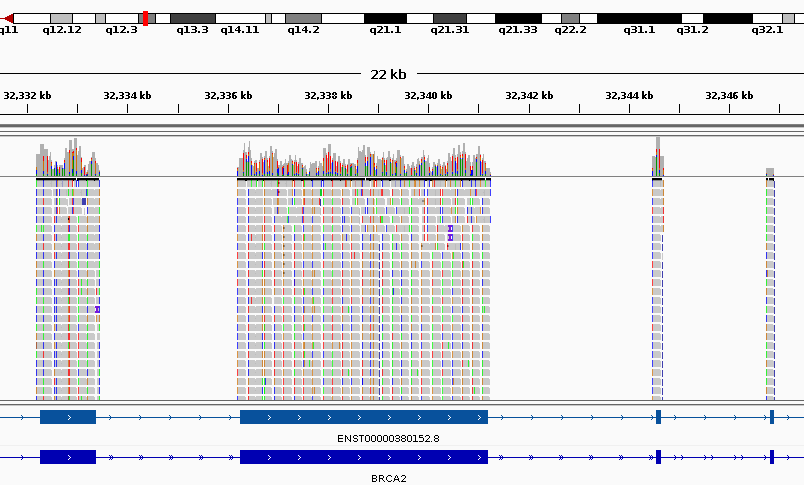 q11 q12.12 q12.3 q13.3 q14.11 q14.2 q21.1 q21.31 q21.33 q22.2 q31.1 q31.2 q32.1
22 kb
32,332 kb 32,334 kb 32,336 kb 32,338 kb 32,340 kb 32,342 kb 32,344 kb 32,346 kb
ENST00000380152.8
BRCA2